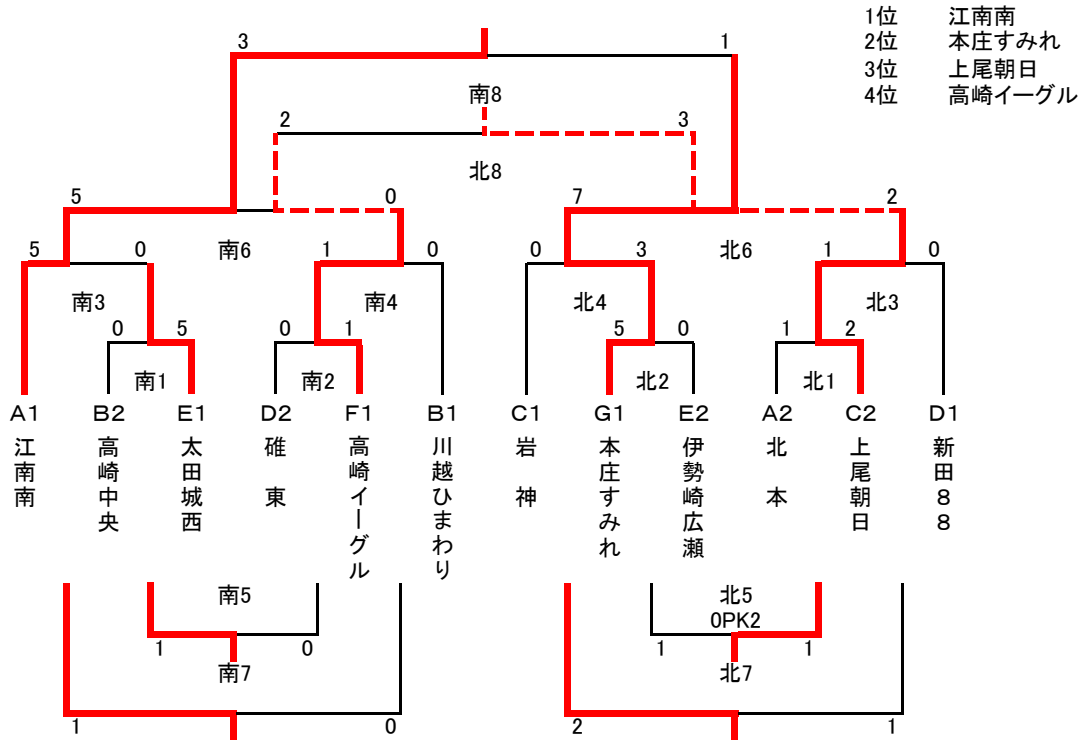 1位 江南南
2位 本庄すみれ
3位 上尾朝日
4位 高崎イーグル
3 1
南8
2 3
北8
5 0 7 2
南6 北6
5 0 1 0 0 3 1 0
南3 南4 北4 北3
0 5 0 1 5 0 1 2
南1 南2 北2 北1
A1 B2 E1 D2 F1 B1 C1 G1 E2 A2 C2 D1
江南南
高崎中央
太田城西
碓東
高崎イーグル
川越ひまわり
岩神
本庄すみれ
伊勢崎広瀬
北本
上尾朝日
新田88
南5 北5
0PK2
1 0 1 1
南7 北7
1 0 2 1